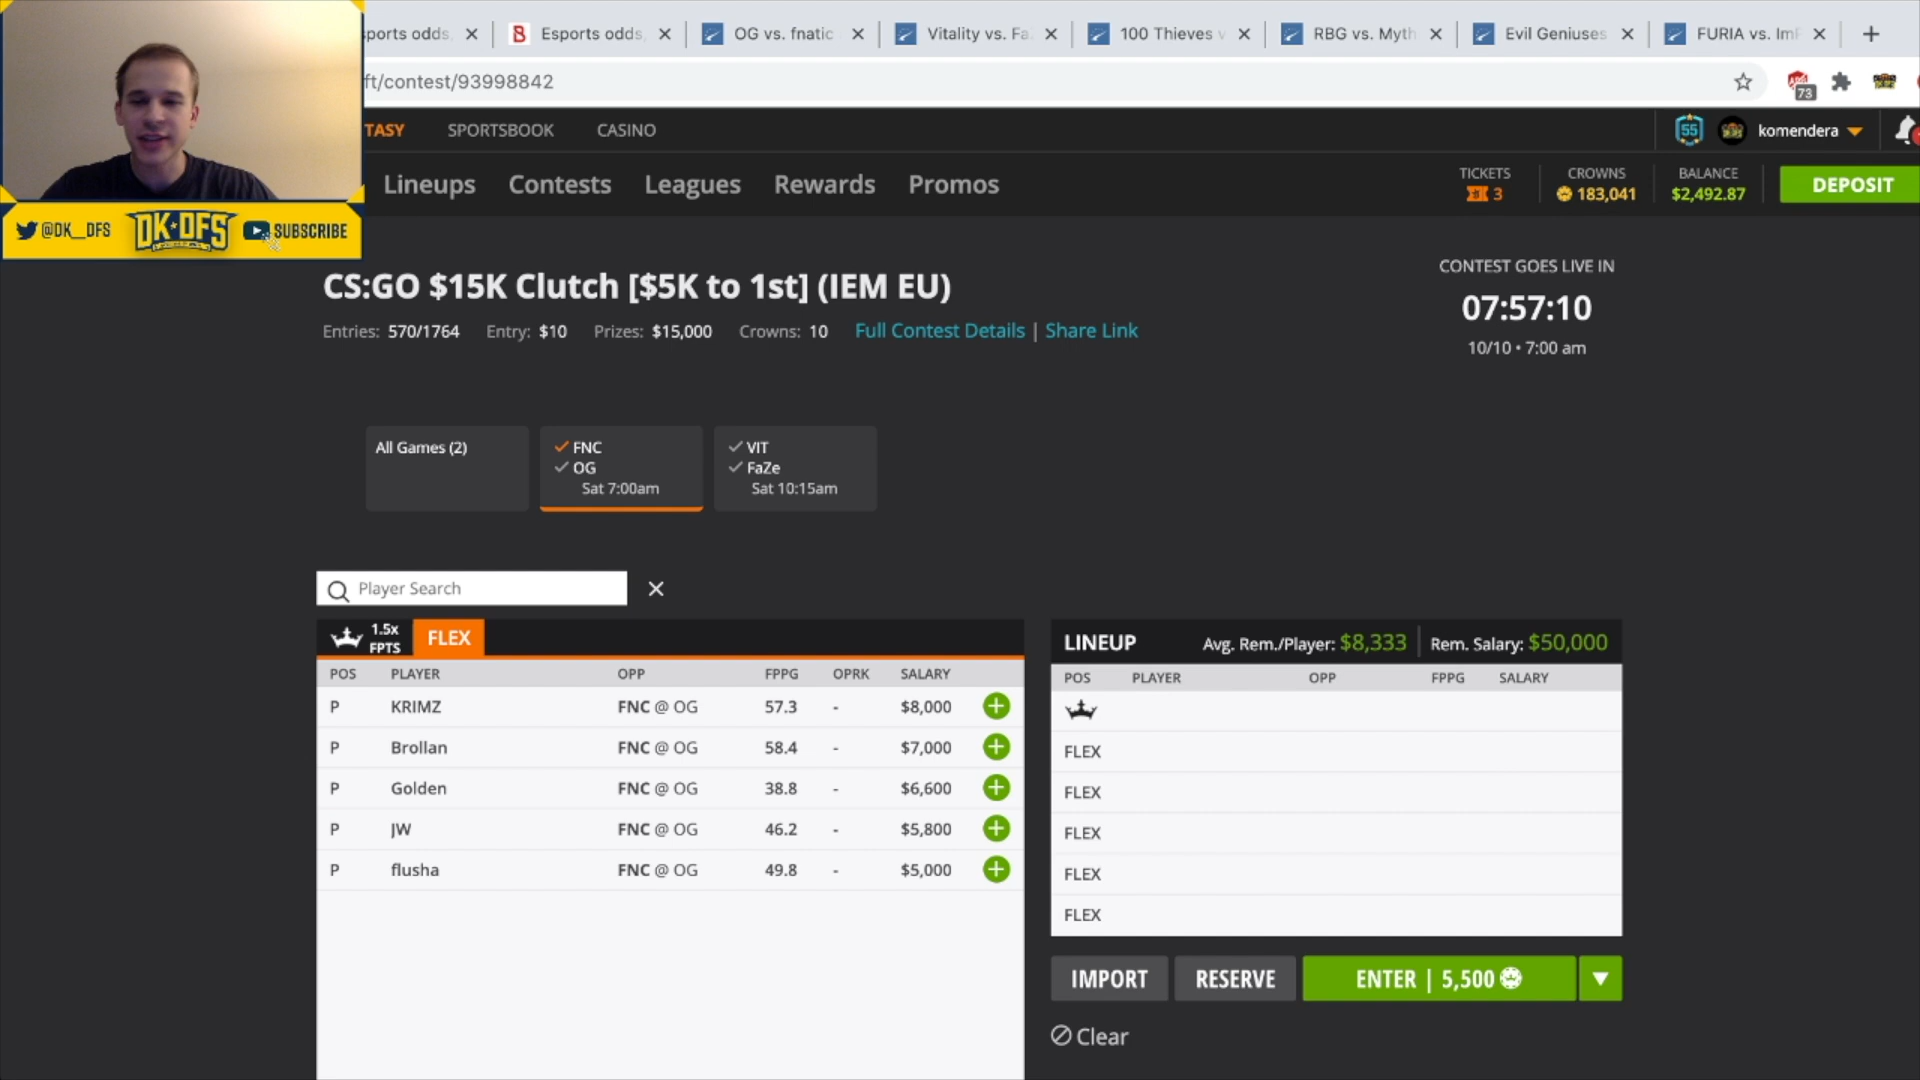 sports odds,
Esports odds,
OG vs. fnatic
Vitality vs. Fa
100 Thieves v
RBG vs. Myth
Evil Geniuses
FURIA vs. Im
ft/contest/93998842
73
TASY
SPORTSBOOK
CASINO
55
komendera
Lineups
Contests
Leagues
Rewards
Promos
TICKETS
3
CROWNS
183,041
BALANCE
$2,492.87
DEPOSIT
@DK__DFS
DK★DFS
SUBSCRIBE
CS:GO $15K Clutch [$5K to 1st] (IEM EU)
Entries: 570/1764 Entry: $10 Prizes: $15,000 Crowns: 10 Full Contest Details | Share Link
CONTEST GOES LIVE IN
07:57:10
10/10 • 7:00 am
All Games (2)
FNC
OG
Sat 7:00am
VIT
FaZe
Sat 10:15am
Player Search
1.5x
FPTS
FLEX
POS PLAYER OPP FPPG OPRK SALARY
P KRIMZ FNC @ OG 57.3 - $8,000
P Brollan FNC @ OG 58.4 - $7,000
P Golden FNC @ OG 38.8 - $6,600
P JW FNC @ OG 46.2 - $5,800
P flusha FNC @ OG 49.8 - $5,000
LINEUP Avg. Rem./Player: $8,333 Rem. Salary: $50,000
POS PLAYER OPP FPPG SALARY
FLEX
FLEX
FLEX
FLEX
FLEX
IMPORT
RESERVE
ENTER | 5,500
Clear